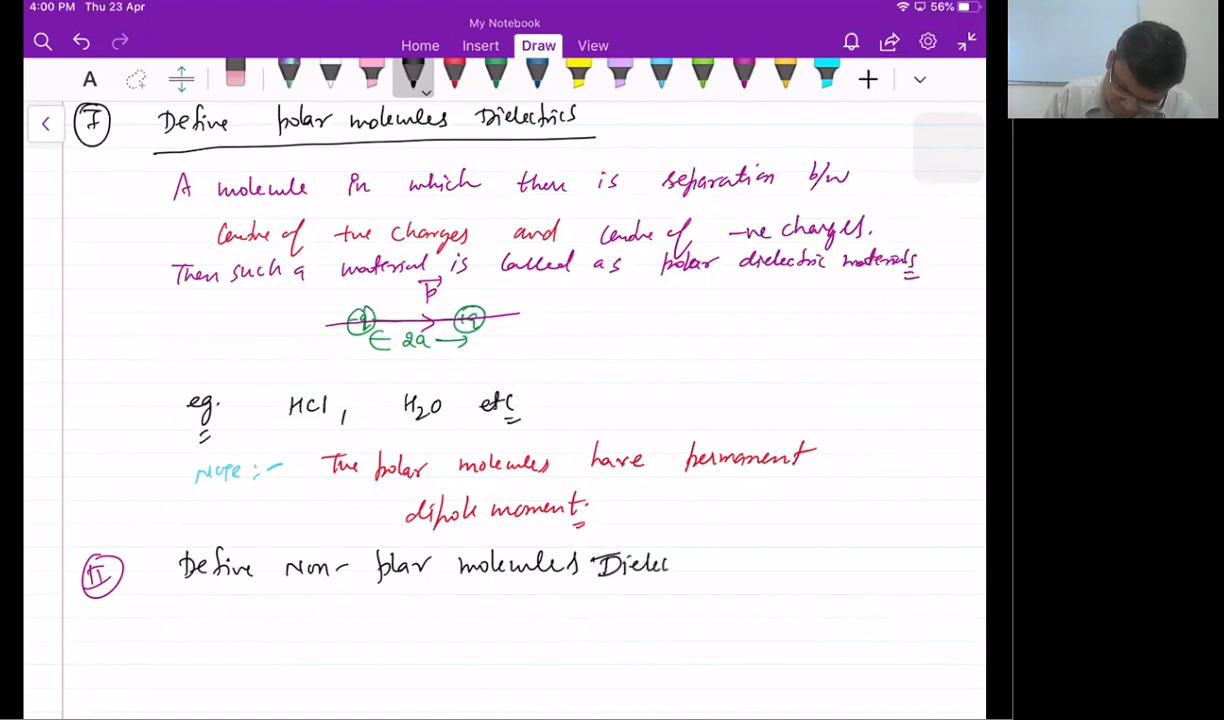 4:00 PM Thu 23 Apr
56%
My Notebook
Home Insert Draw View
A
I Define polar molecules Dielectrics
A molecule in which there is separation b/w
Centre of +ve charges and centre of -ve charges.
Then such a material is called as polar dielectric materials
p
-q +q
2a
eg. HCl, H2O etc
Note:- The polar molecules have permanent
dipole moment.
II Define Non-plar molecules Dielec